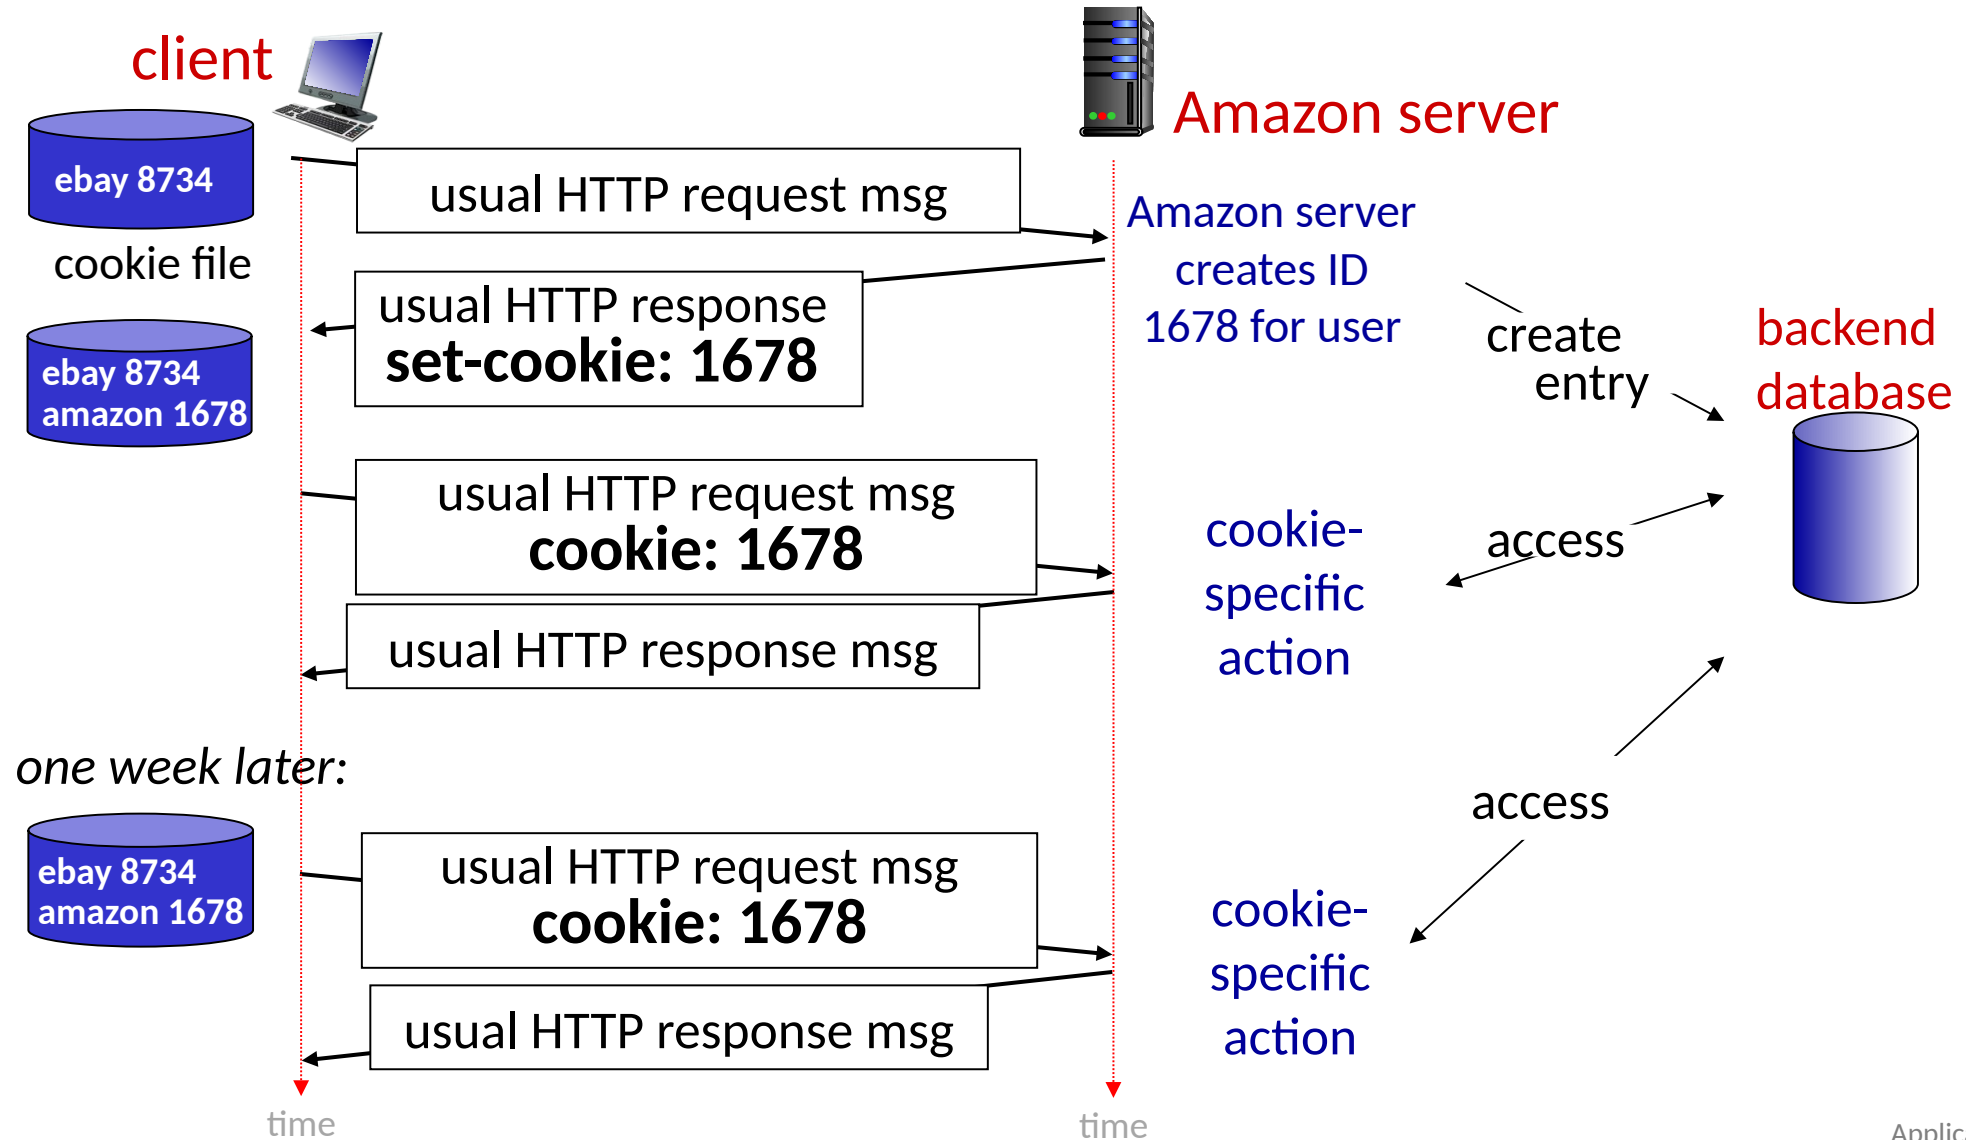 client
Amazon server
ebay 8734
cookie file
usual HTTP request msg
Amazon server
creates ID
1678 for user
usual HTTP response
set-cookie: 1678
create
entry
backend
database
ebay 8734
amazon 1678
usual HTTP request msg
cookie: 1678
cookie-
specific
action
access
usual HTTP response msg
one week later:
access
ebay 8734
amazon 1678
usual HTTP request msg
cookie: 1678
cookie-
specific
action
usual HTTP response msg
time
time